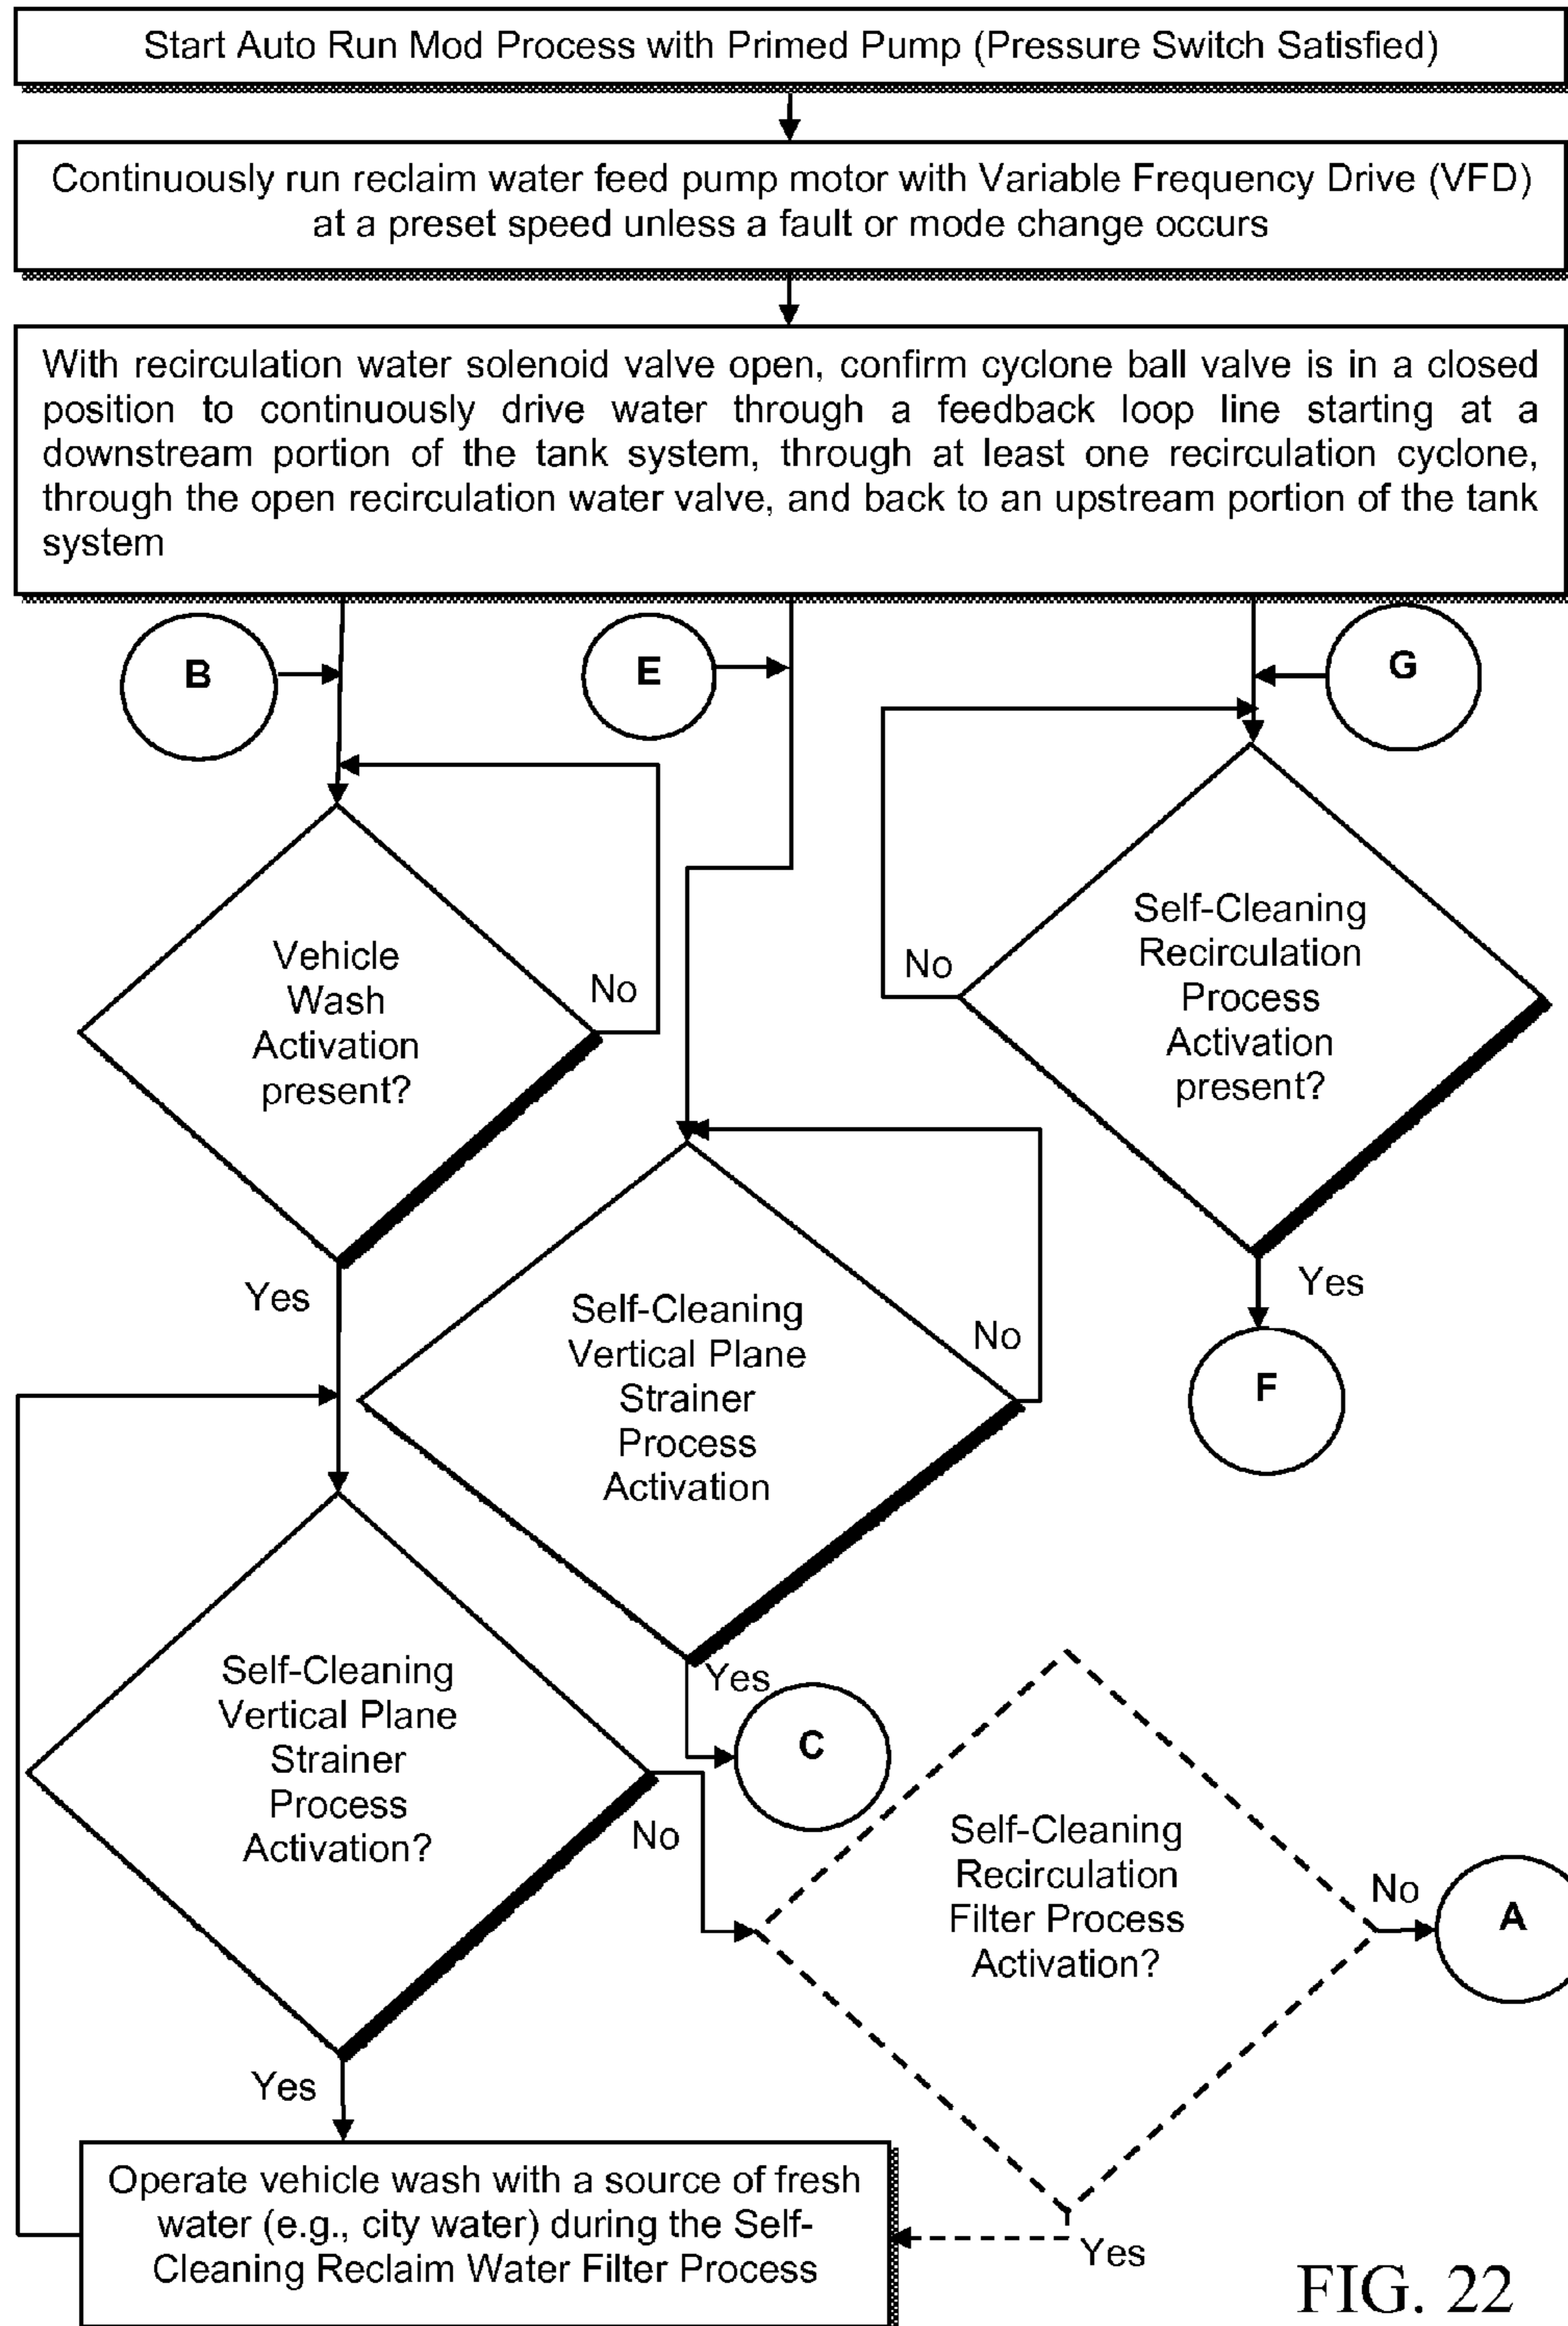 Start Auto Run Mod Process with Primed Pump (Pressure Switch Satisfied)
Continuously run reclaim water feed pump motor with Variable Frequency Drive (VFD)
at a preset speed unless a fault or mode change occurs
With recirculation water solenoid valve open, confirm cyclone ball valve is in a closed
position to continuously drive water through a feedback loop line starting at a
downstream portion of the tank system, through at least one recirculation cyclone,
through the open recirculation water valve, and back to an upstream portion of the tank
system
B
E
G
Vehicle
Wash
Activation
present?
No
Yes
Self-Cleaning
Recirculation
Process
Activation
present?
No
Yes
F
Self-Cleaning
Vertical Plane
Strainer
Process
Activation
No
Yes
C
Self-Cleaning
Vertical Plane
Strainer
Process
Activation?
No
Yes
Self-Cleaning
Recirculation
Filter Process
Activation?
No
A
Yes
Operate vehicle wash with a source of fresh
water (e.g., city water) during the Self-
Cleaning Reclaim Water Filter Process
FIG. 22